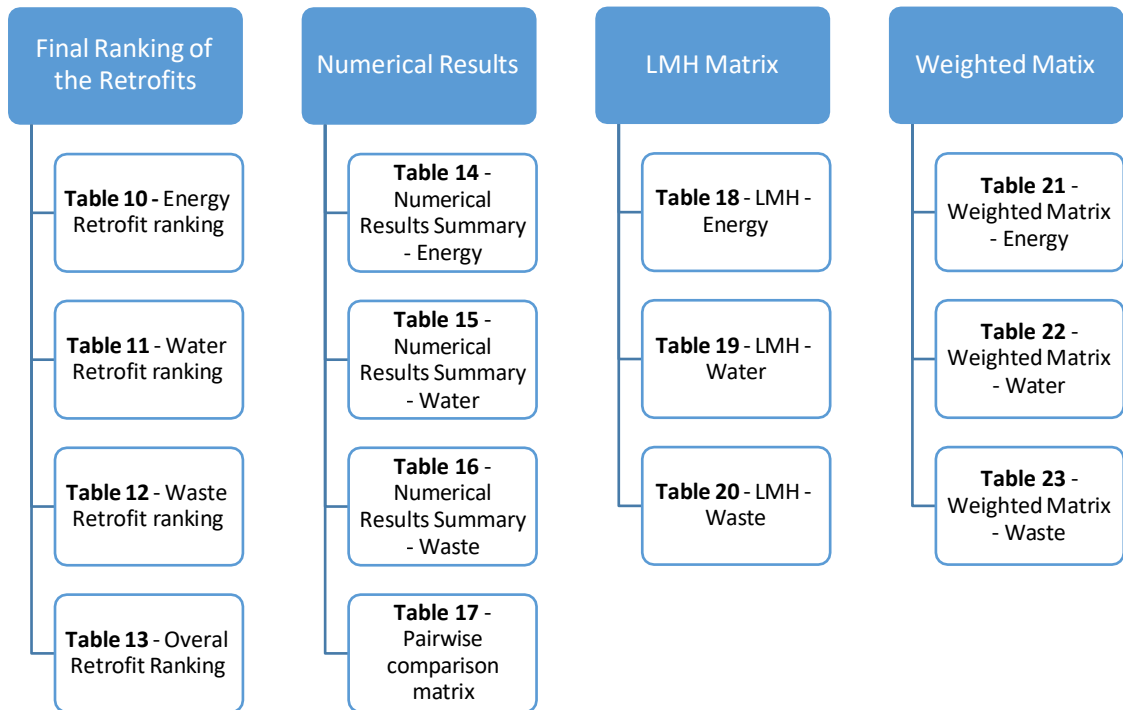 Final Ranking of
the Retrofits
Table 10 - Energy
Retrofit ranking
Table 11 - Water
Retrofit ranking
Table 12 - Waste
Retrofit ranking
Table 13 - Overal
Retrofit Ranking
Numerical Results
Table 14 -
Numerical
Results Summary
- Energy
Table 15 -
Numerical
Results Summary
- Water
Table 16 -
Numerical
Results Summary
- Waste
Table 17 -
Pairwise
comparison
matrix
LMH Matrix
Table 18 - LMH -
Energy
Table 19 - LMH -
Water
Table 20 - LMH -
Waste
Weighted Matix
Table 21 -
Weighted Matrix
- Energy
Table 22 -
Weighted Matrix
- Water
Table 23 -
Weighted Matrix
- Waste